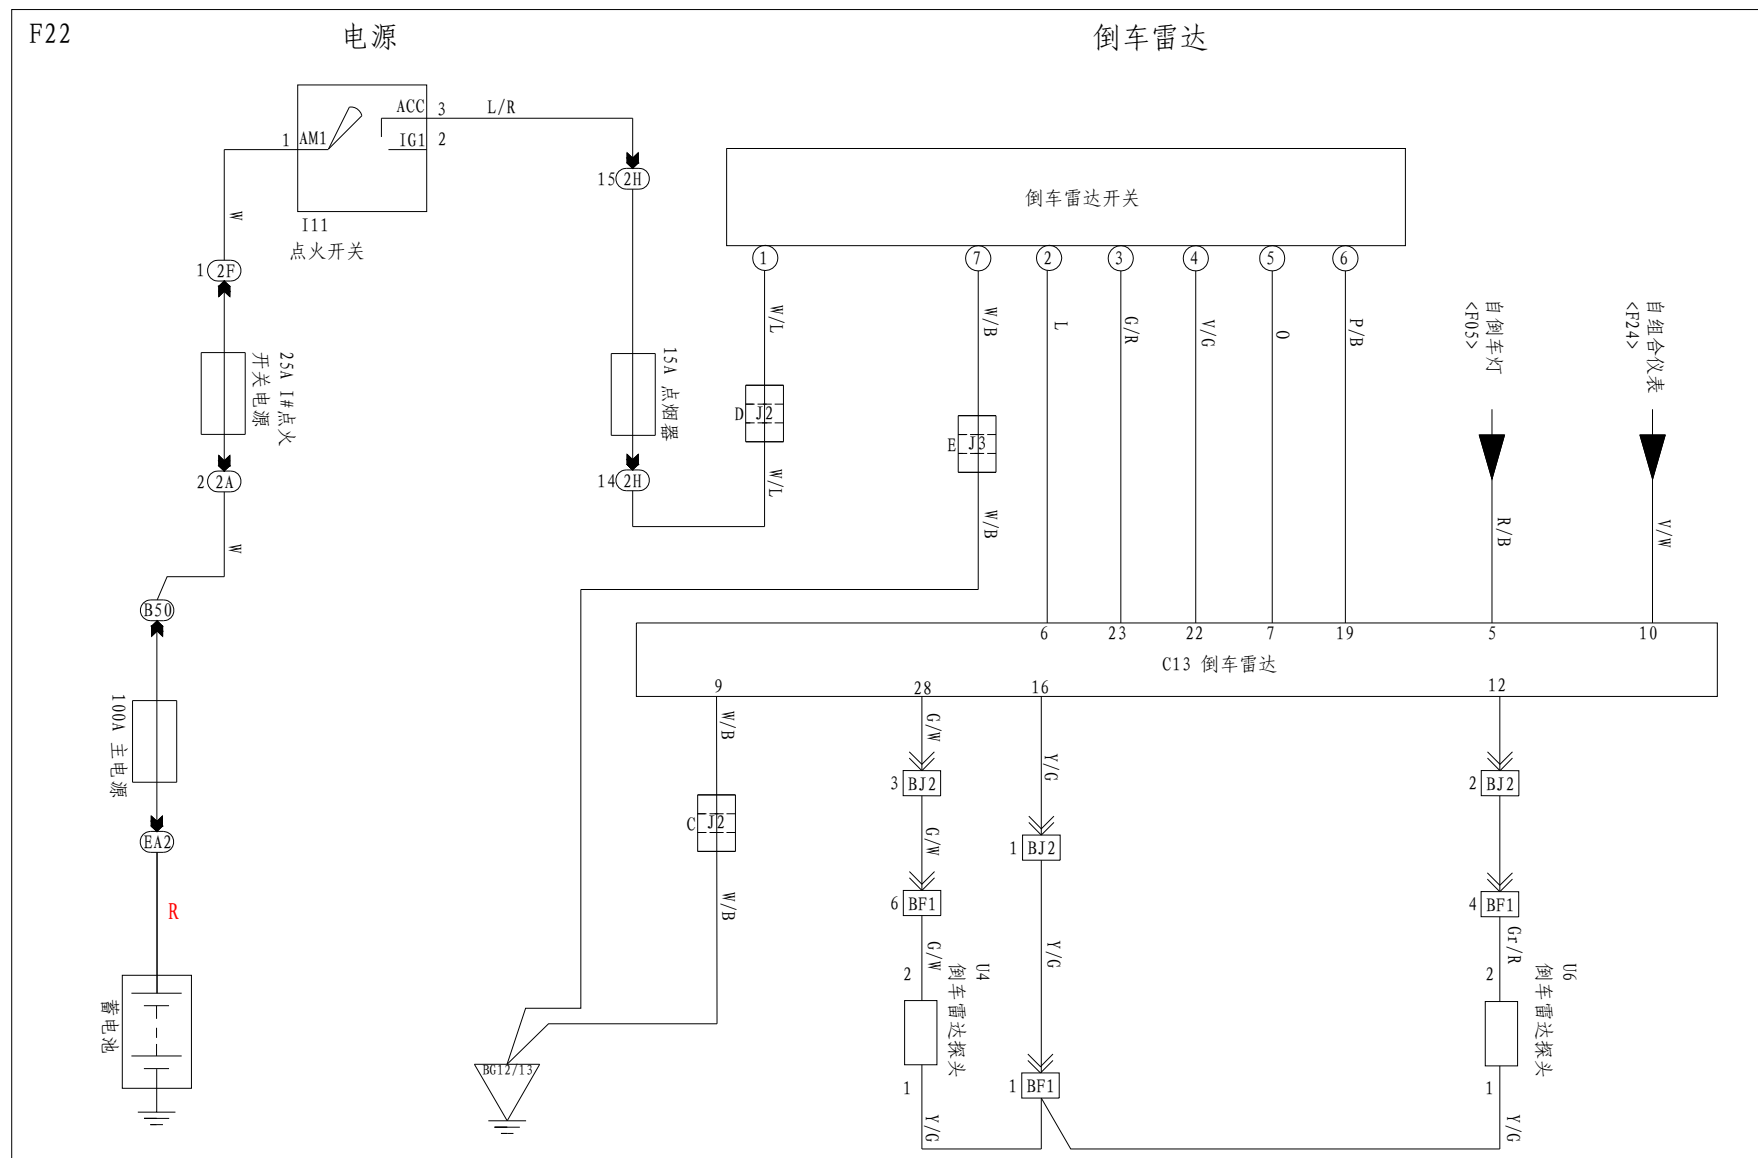 F22
电源
倒车雷达
ACC
3
L/R
1
AM1
IG1
2
I11
点火开关
W
15
2H
倒车雷达开关
1
7
2
3
4
5
6
1
2F
W/L
W/B
L
G/R
V/G
O
P/B
自倒车灯
<F05>
自组合仪表
<F24>
25A I#点火
开关电源
15A 点烟器
D
J2
E
J3
2
2A
14
2H
W/L
W/B
R/B
V/W
W
B50
6
23
22
7
19
5
10
C13 倒车雷达
9
28
16
12
100A 主电源
W/B
G/W
Y/G
3
BJ2
2
BJ2
C
J2
EA2
G/W
1
BJ2
R
W/B
6
BF1
4
BF1
G/W
Y/G
Gr/R
2
U4
倒车雷达探头
2
U6
倒车雷达探头
蓄电池
BG12/13
1
1
BF1
1
Y/G
Y/G